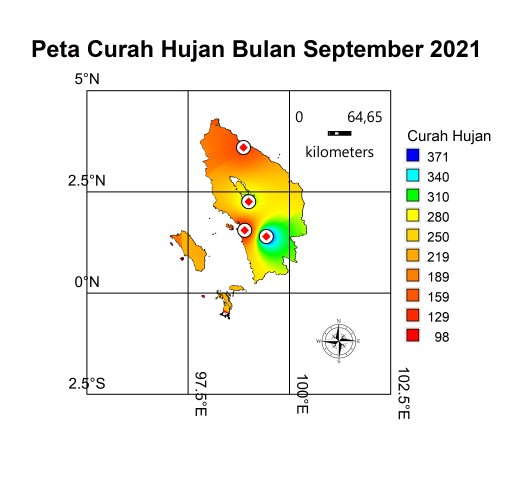 Peta Curah Hujan Bulan September 2021
5°N
0 64,65
kilometers
Curah Hujan
371
340
310
280
250
219
189
159
129
98
2.5°N
0°N
N
W E
S
2.5°S
97.5°E
100°E
102.5°E